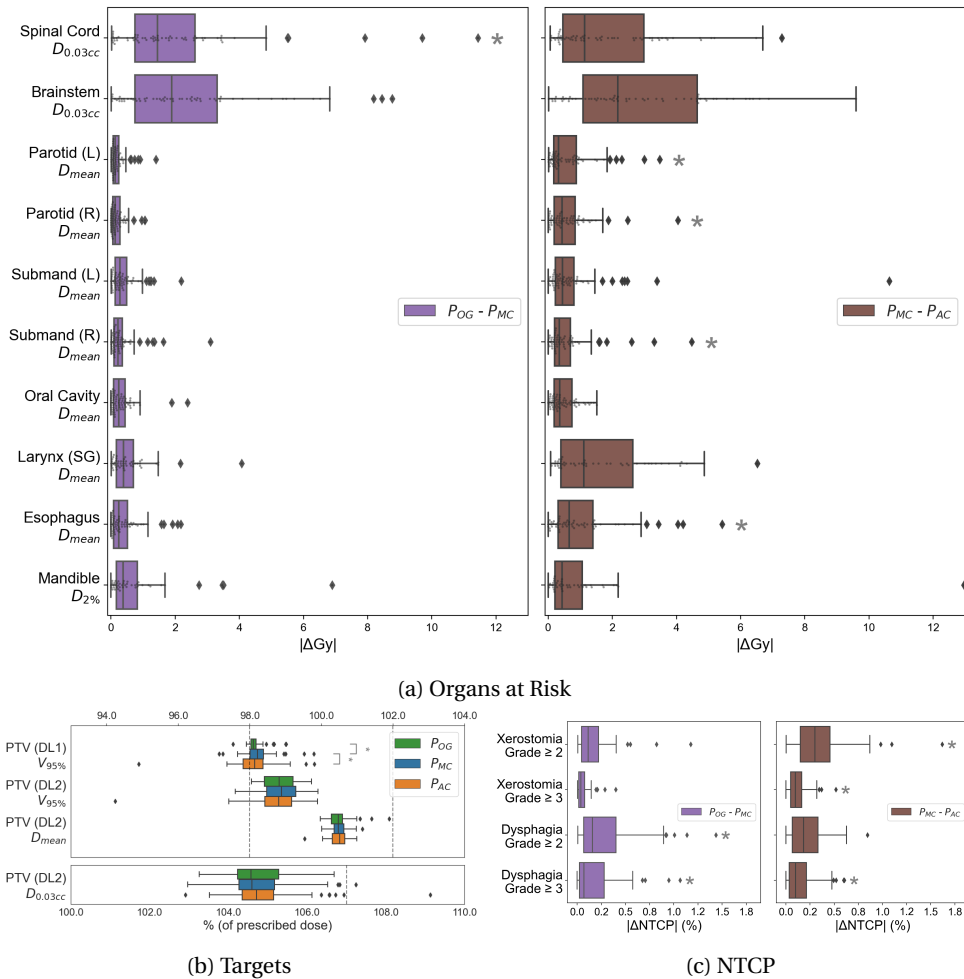 Spinal Cord
D0.03cc
Brainstem
D0.03cc
Parotid (L)
Dmean
Parotid (R)
Dmean
Submand (L)
Dmean
Submand (R)
Dmean
Oral Cavity
Dmean
Larynx (SG)
Dmean
Esophagus
Dmean
Mandible
D2%
*
POG - PMC
0 2 4 6 8 10 12
|ΔGy|
*
*
*
*
PMC - PAC
0 2 4 6 8 10 12
|ΔGy|
(a) Organs at Risk
94.0 96.0 98.0 100.0 102.0 104.0
PTV (DL1)
V95%
PTV (DL2)
V95%
PTV (DL2)
Dmean
*
*
POG
PMC
PAC
PTV (DL2)
D0.03cc
100.0 102.0 104.0 106.0 108.0 110.0
% (of prescribed dose)
(b) Targets
Xerostomia
Grade ≥ 2
Xerostomia
Grade ≥ 3
Dysphagia
Grade ≥ 2
Dysphagia
Grade ≥ 3
POG - PMC
*
*
0.0 0.2 0.5 0.8 1.0 1.2 1.5 1.8
|ΔNTCP| (%)
*
*
PMC - PAC
*
0.0 0.2 0.5 0.8 1.0 1.2 1.5 1.8
|ΔNTCP| (%)
(c) NTCP